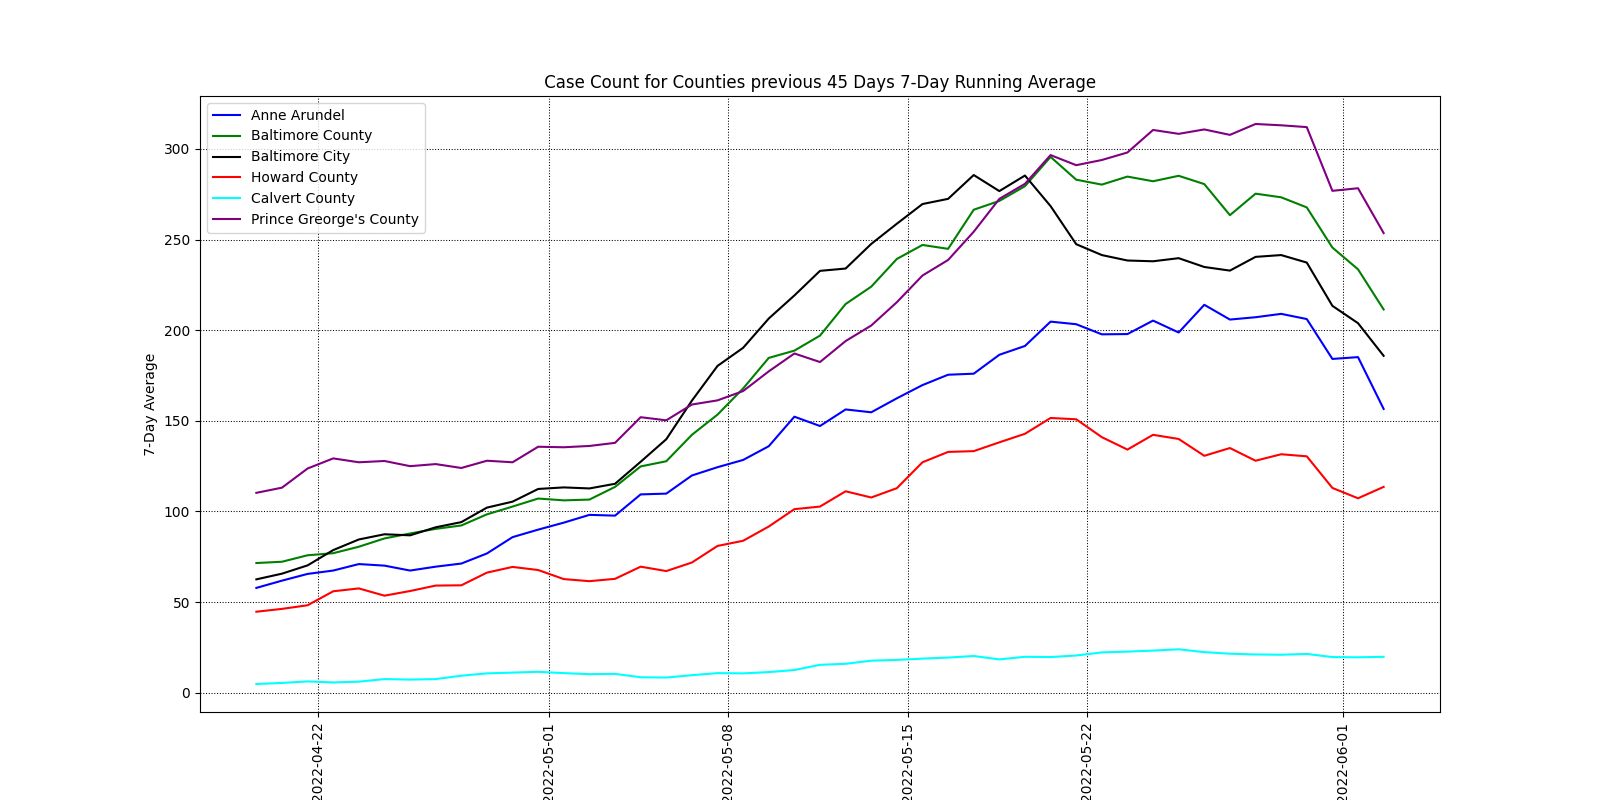 Case Count for Counties previous 45 Days 7-Day Running Average
Anne Arundel
Baltimore County
Baltimore City
Howard County
Calvert County
Prince Greorge's County
7-Day Average
300
250
200
150
100
50
0
2022-04-22
2022-05-01
2022-05-08
2022-05-15
2022-05-22
2022-06-01